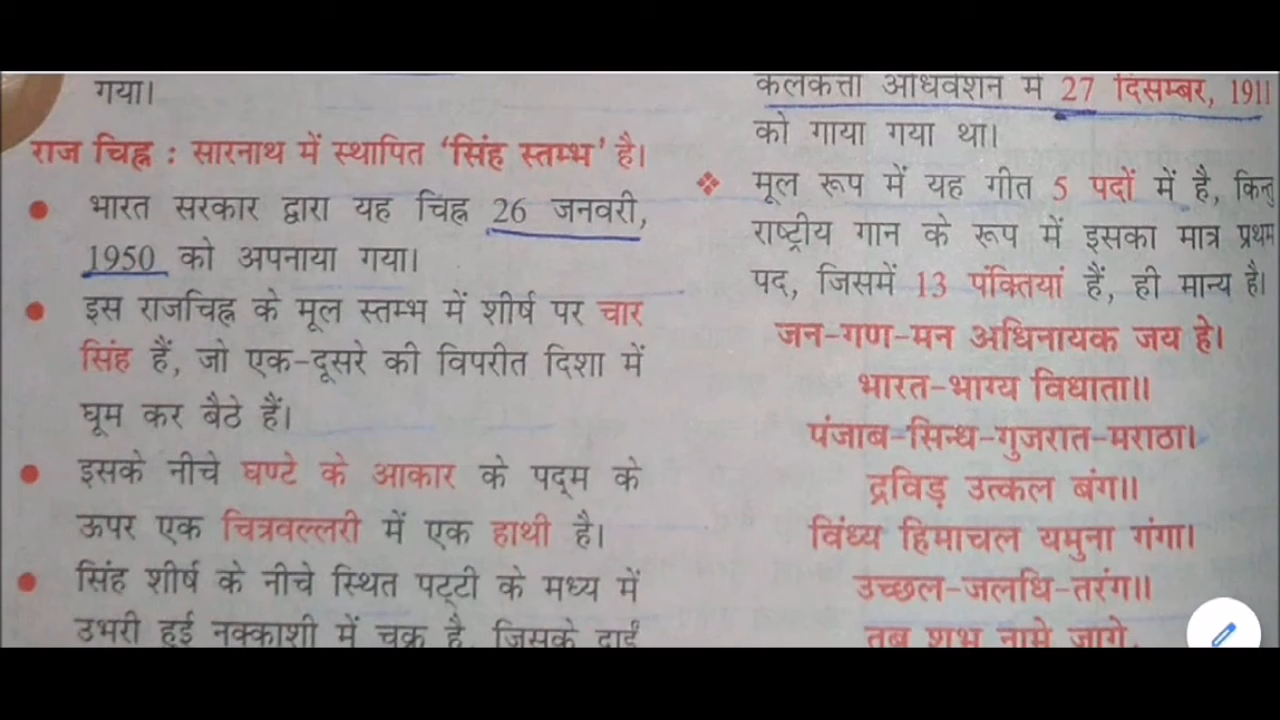 गया।
राज चिह्न : सारनाथ में स्थापित 'सिंह स्तम्भ' है।
● भारत सरकार द्वारा यह चिह्न 26 जनवरी,
1950 को अपनाया गया।
● इस राजचिह्न के मूल स्तम्भ में शीर्ष पर चार
सिंह हैं, जो एक-दूसरे की विपरीत दिशा में
घूम कर बैठे हैं।
● इसके नीचे घण्टे के आकार के पद्म के
ऊपर एक चित्रवल्लरी में एक हाथी है।
● सिंह शीर्ष के नीचे स्थित पट्टी के मध्य में
उभरी हुई नक्काशी में चक्र है, जिसके दाईं
कलकत्ता अधिवेशन में 27 दिसम्बर, 1911
को गाया गया था।
❖ मूल रूप में यह गीत 5 पदों में है, किन्तु
राष्ट्रीय गान के रूप में इसका मात्र प्रथम
पद, जिसमें 13 पंक्तियां हैं, ही मान्य है।
जन-गण-मन अधिनायक जय हे।
भारत-भाग्य विधाता॥
पंजाब-सिन्ध-गुजरात-मराठा।
द्रविड़ उत्कल बंग॥
विंध्य हिमाचल यमुना गंगा।
उच्छल-जलधि-तरंग॥
तब शुभ नामे जागे,